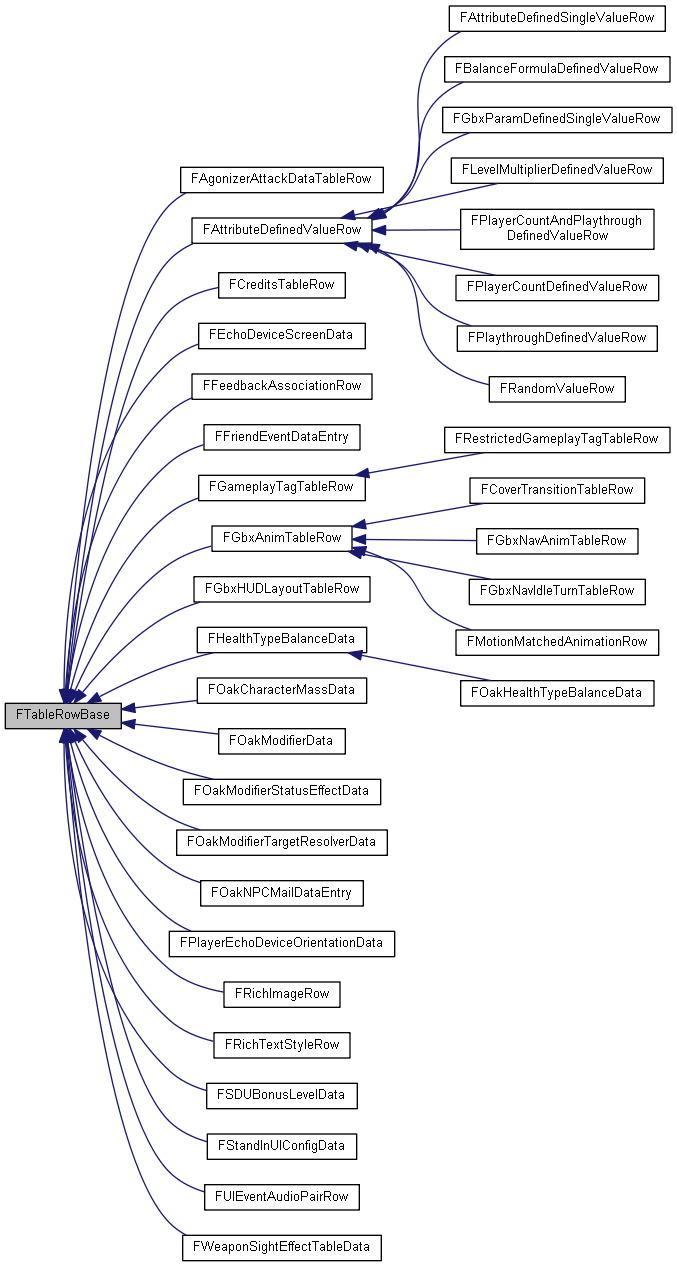 FTableRowBase
FAgonizerAttackDataTableRow
FAttributeDefinedValueRow
FAttributeDefinedSingleValueRow
FBalanceFormulaDefinedValueRow
FGbxParamDefinedSingleValueRow
FLevelMultiplierDefinedValueRow
FPlayerCountAndPlaythrough
DefinedValueRow
FPlayerCountDefinedValueRow
FPlaythroughDefinedValueRow
FRandomValueRow
FCreditsTableRow
FEchoDeviceScreenData
FFeedbackAssociationRow
FFriendEventDataEntry
FGameplayTagTableRow
FRestrictedGameplayTagTableRow
FGbxAnimTableRow
FCoverTransitionTableRow
FGbxNavAnimTableRow
FGbxNavIdleTurnTableRow
FMotionMatchedAnimationRow
FGbxHUDLayoutTableRow
FHealthTypeBalanceData
FOakHealthTypeBalanceData
FOakCharacterMassData
FOakModifierData
FOakModifierStatusEffectData
FOakModifierTargetResolverData
FOakNPCMailDataEntry
FPlayerEchoDeviceOrientationData
FRichImageRow
FRichTextStyleRow
FSDUBonusLevelData
FStandInUIConfigData
FUIEventAudioPairRow
FWeaponSightEffectTableData